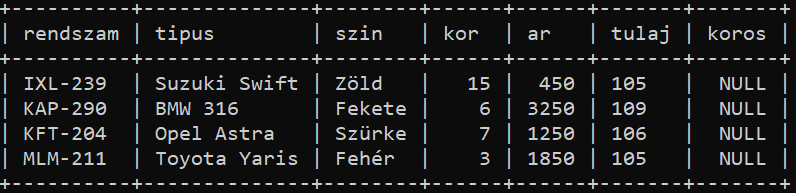 +----------+--------------+--------+------+------+-------+-------+
| rendszam | tipus        | szin   | kor  | ar   | tulaj | koros |
+----------+--------------+--------+------+------+-------+-------+
| IXL-239  | Suzuki Swift | Zöld   |   15 |  450 | 105   |  NULL |
| KAP-290  | BMW 316      | Fekete |    6 | 3250 | 109   |  NULL |
| KFT-204  | Opel Astra   | Szürke |    7 | 1250 | 106   |  NULL |
| MLM-211  | Toyota Yaris | Fehér  |    3 | 1850 | 105   |  NULL |
+----------+--------------+--------+------+------+-------+-------+